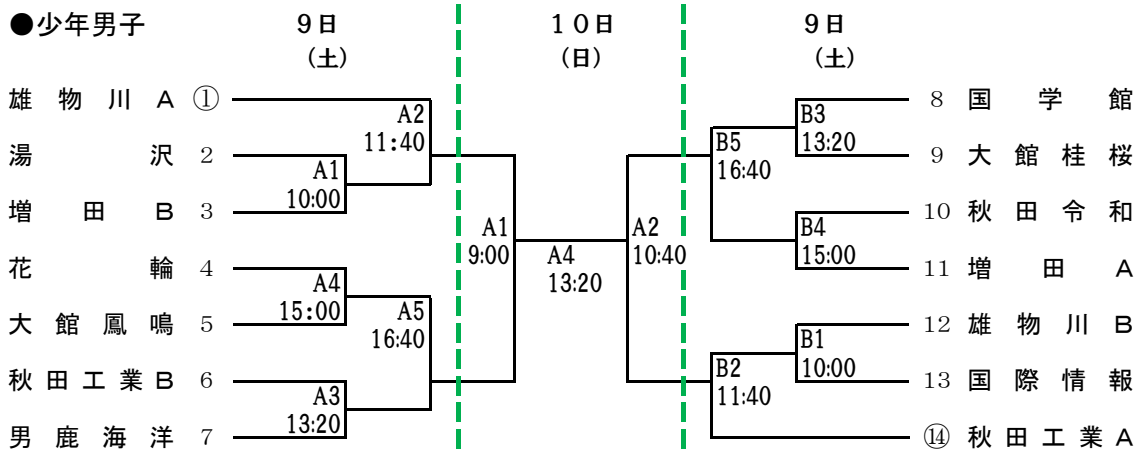 ●少年男子 9日 10日 9日
(土) (日) (土)
雄物川A ① 8 国学館
A2 B3
11:40 13:20
湯沢 2 B5 9 大館桂桜
A1 16:40
10:00
増田B 3 10 秋田令和
A1 A2 B4
9:00 A4 10:40 15:00
13:20
花輪 4 11 増田A
A4
15:00
大館鳳鳴 5 12 雄物川B
A5 B1
16:40 10:00
秋田工業B 6 13 国際情報
A3 B2
13:20 11:40
男鹿海洋 7 ⑭ 秋田工業A